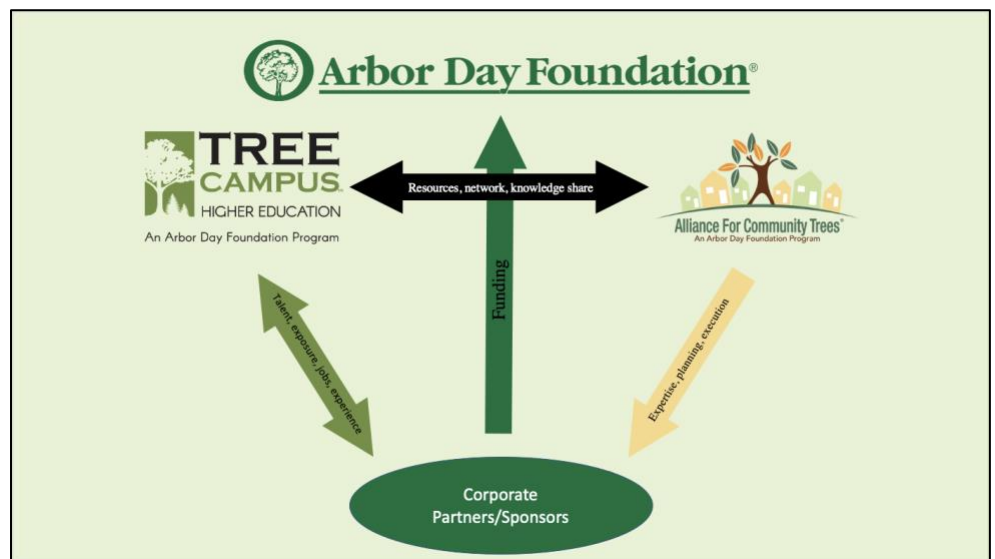 Arbor Day Foundation®
TREE
CAMPUS™
HIGHER EDUCATION
An Arbor Day Foundation Program
Resources, network, knowledge share
Alliance For Community Trees®
An Arbor Day Foundation Program
Funding
Talent, exposure, jobs, experience
Expertise, planning, execution
Corporate
Partners/Sponsors